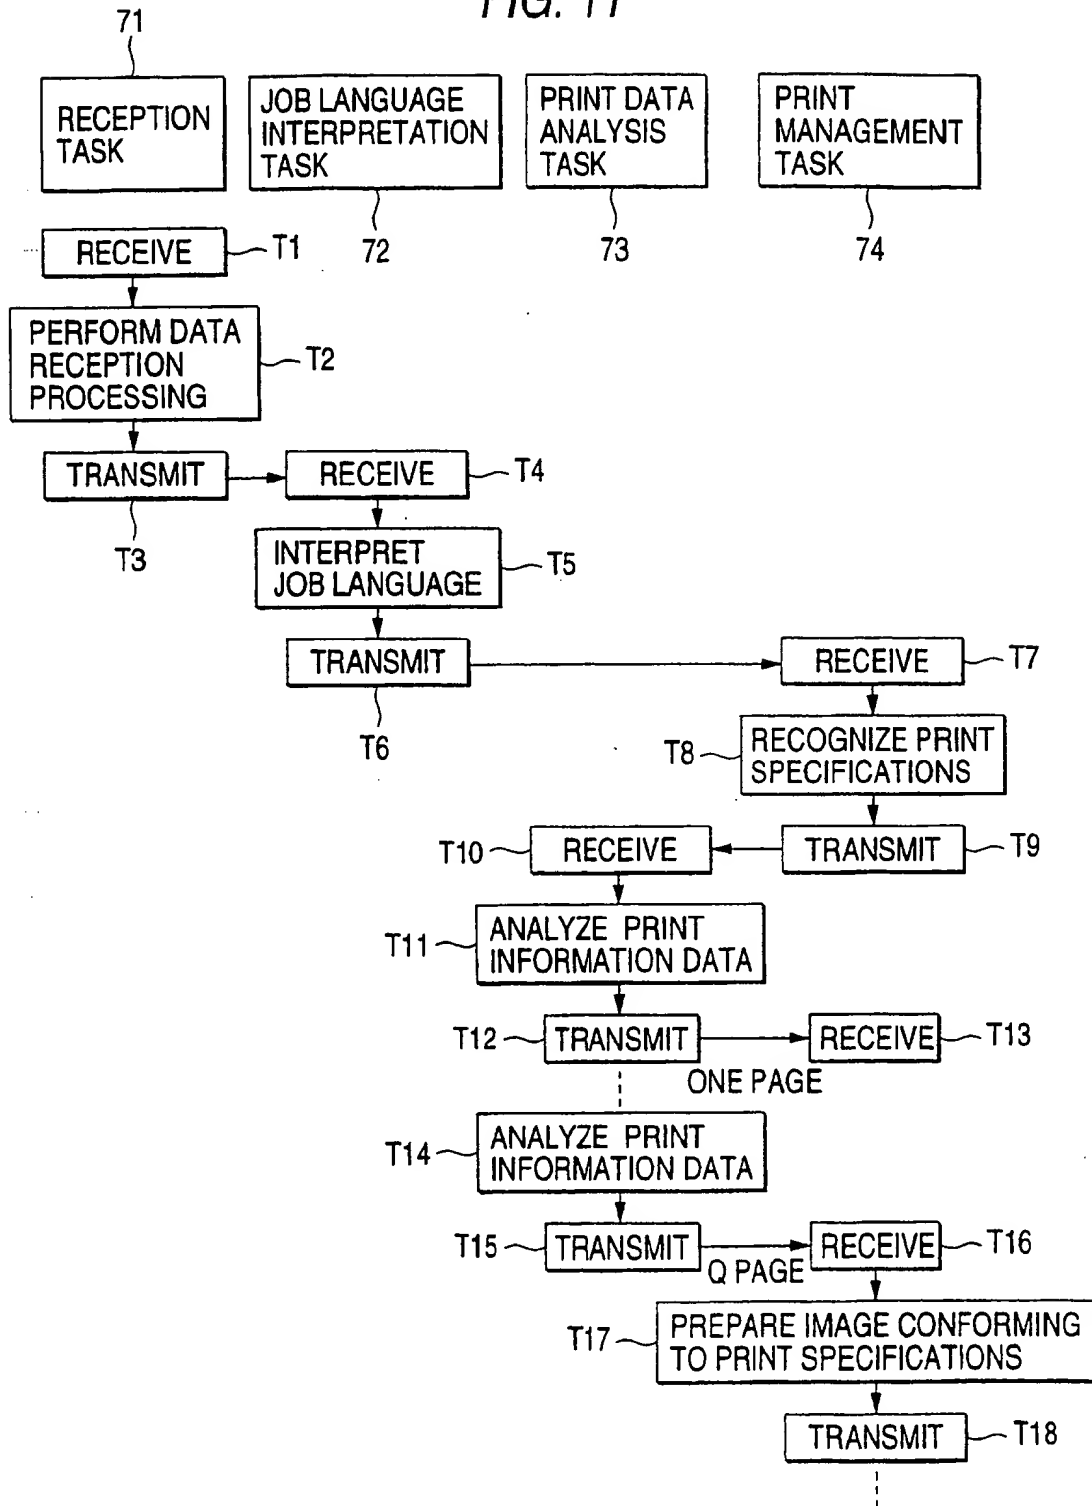 FIG. 11
71
RECEPTION
TASK
JOB LANGUAGE
INTERPRETATION
TASK
PRINT DATA
ANALYSIS
TASK
PRINT
MANAGEMENT
TASK
72
73
74
RECEIVE
T1
PERFORM DATA
RECEPTION
PROCESSING
T2
TRANSMIT
T3
RECEIVE
T4
INTERPRET
JOB LANGUAGE
T5
TRANSMIT
T6
RECEIVE
T7
T8
RECOGNIZE PRINT
SPECIFICATIONS
T10
RECEIVE
TRANSMIT
T9
T11
ANALYZE PRINT
INFORMATION DATA
T12
TRANSMIT
RECEIVE
T13
ONE PAGE
T14
ANALYZE PRINT
INFORMATION DATA
T15
TRANSMIT
RECEIVE
T16
Q PAGE
T17
PREPARE IMAGE CONFORMING
TO PRINT SPECIFICATIONS
TRANSMIT
T18